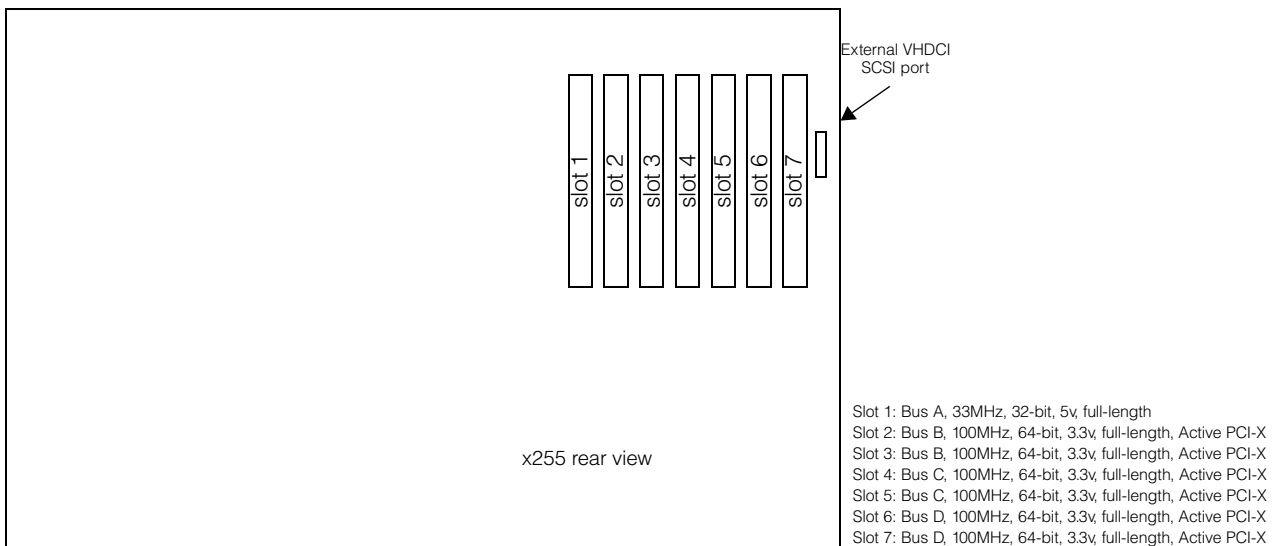 External VHDCI
SCSI port
slot 1
slot 2
slot 3
slot 4
slot 5
slot 6
slot 7
Slot 1: Bus A, 33MHz, 32-bit, 5v, full-length
Slot 2: Bus B, 100MHz, 64-bit, 3.3v, full-length, Active PCI-X
Slot 3: Bus B, 100MHz, 64-bit, 3.3v, full-length, Active PCI-X
Slot 4: Bus C, 100MHz, 64-bit, 3.3v, full-length, Active PCI-X
Slot 5: Bus C, 100MHz, 64-bit, 3.3v, full-length, Active PCI-X
Slot 6: Bus D, 100MHz, 64-bit, 3.3v, full-length, Active PCI-X
Slot 7: Bus D, 100MHz, 64-bit, 3.3v, full-length, Active PCI-X
x255 rear view